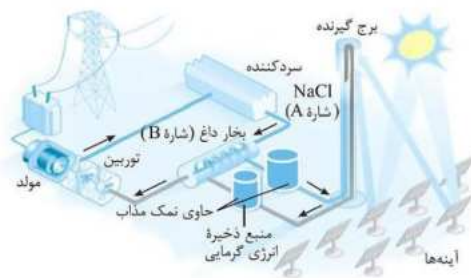 برج گیرنده
سردکننده
NaCl
(شارهٔ A)
بخار داغ (شارهٔ B)
توربین
مولد
حاوی نمک مذاب
منبع ذخیرهٔ
انرژی گرمایی
آینه‌ها